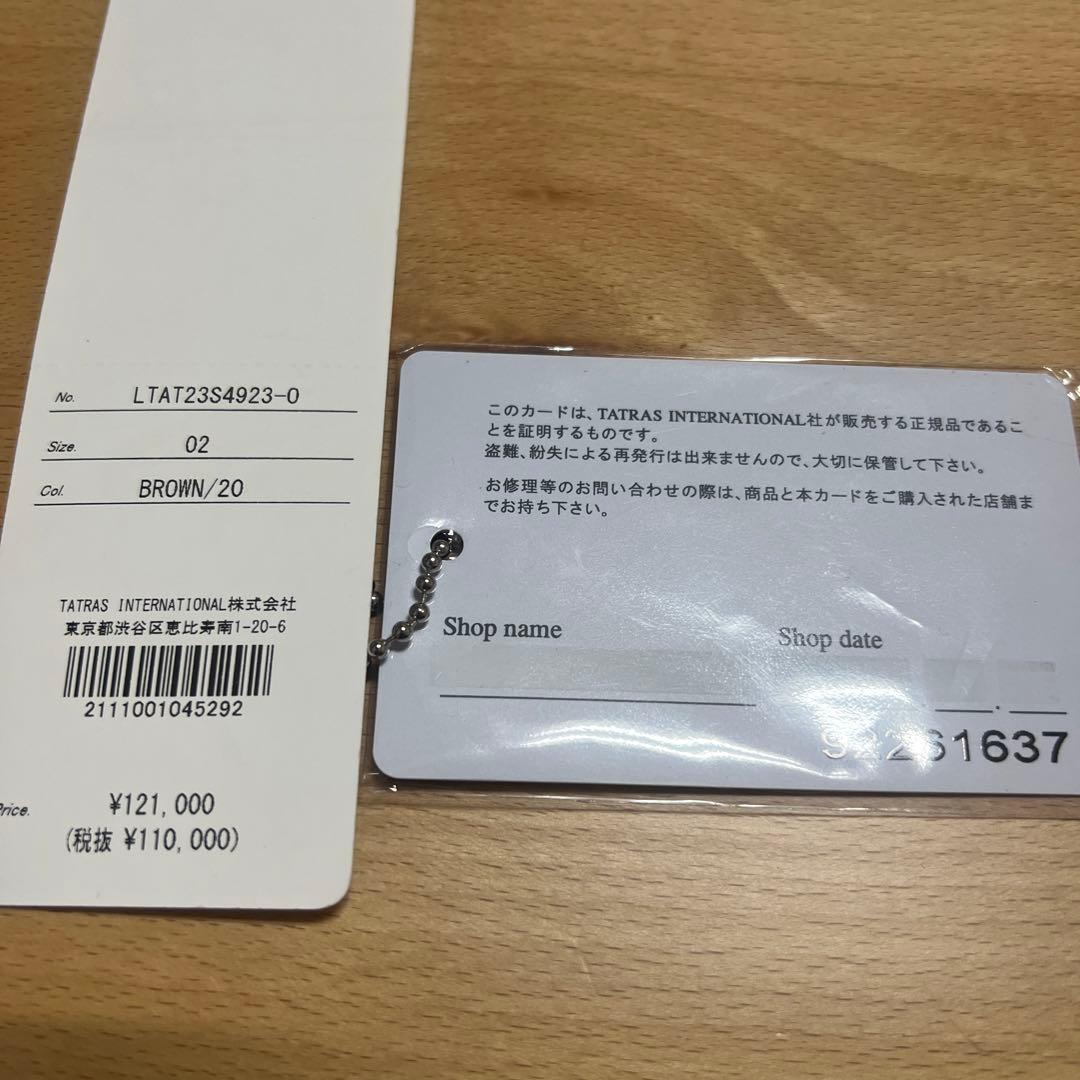 No. LTAT23S4923-0
Size. 02
Col. BROWN/20
TATRAS INTERNATIONAL株式会社
東京都渋谷区恵比寿南1-20-6
2111001045292
Price. ¥121,000
(税抜 ¥110,000)
このカードは、TATRAS INTERNATIONAL社が販売する正規品であるこ
とを証明するものです。
盗難、紛失による再発行は出来ませんので、大切に保管して下さい。
お修理等のお問い合わせの際は、商品と本カードをご購入された店舗ま
でお持ち下さい。
Shop name
Shop date
92261637